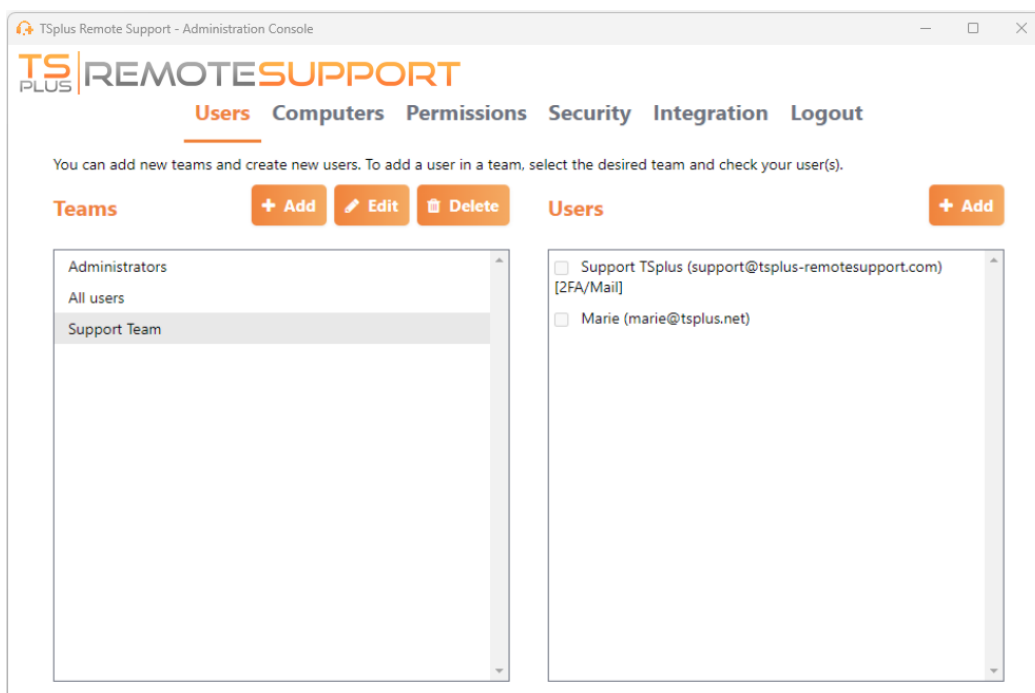 TSplus Remote Support - Administration Console
TS PLUS REMOTESUPPORT
Users Computers Permissions Security Integration Logout
You can add new teams and create new users. To add a user in a team, select the desired team and check your user(s).
Teams + Add Edit Delete Users + Add
Administrators
All users
Support Team
Support TSplus (support@tsplus-remotesupport.com)
[2FA/Mail]
Marie (marie@tsplus.net)